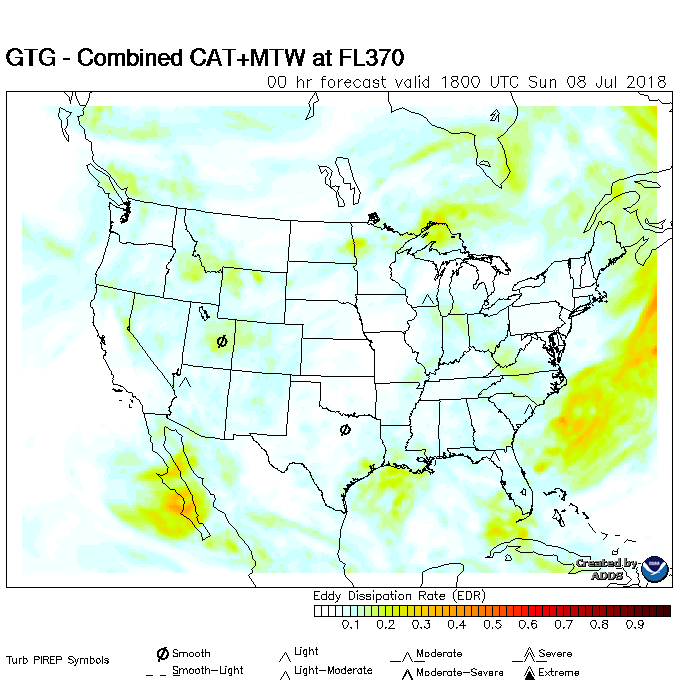 GTG - Combined CAT+MTW at FL370
00 hr forecast valid 1800 UTC Sun 08 Jul 2018
Created by
ADDS
Eddy Dissipation Rate (EDR)
0.1 0.2 0.3 0.4 0.5 0.6 0.7 0.8 0.9
Turb PIREP Symbols
Smooth Light Moderate Severe
Smooth-Light Light-Moderate Moderate-Severe Extreme